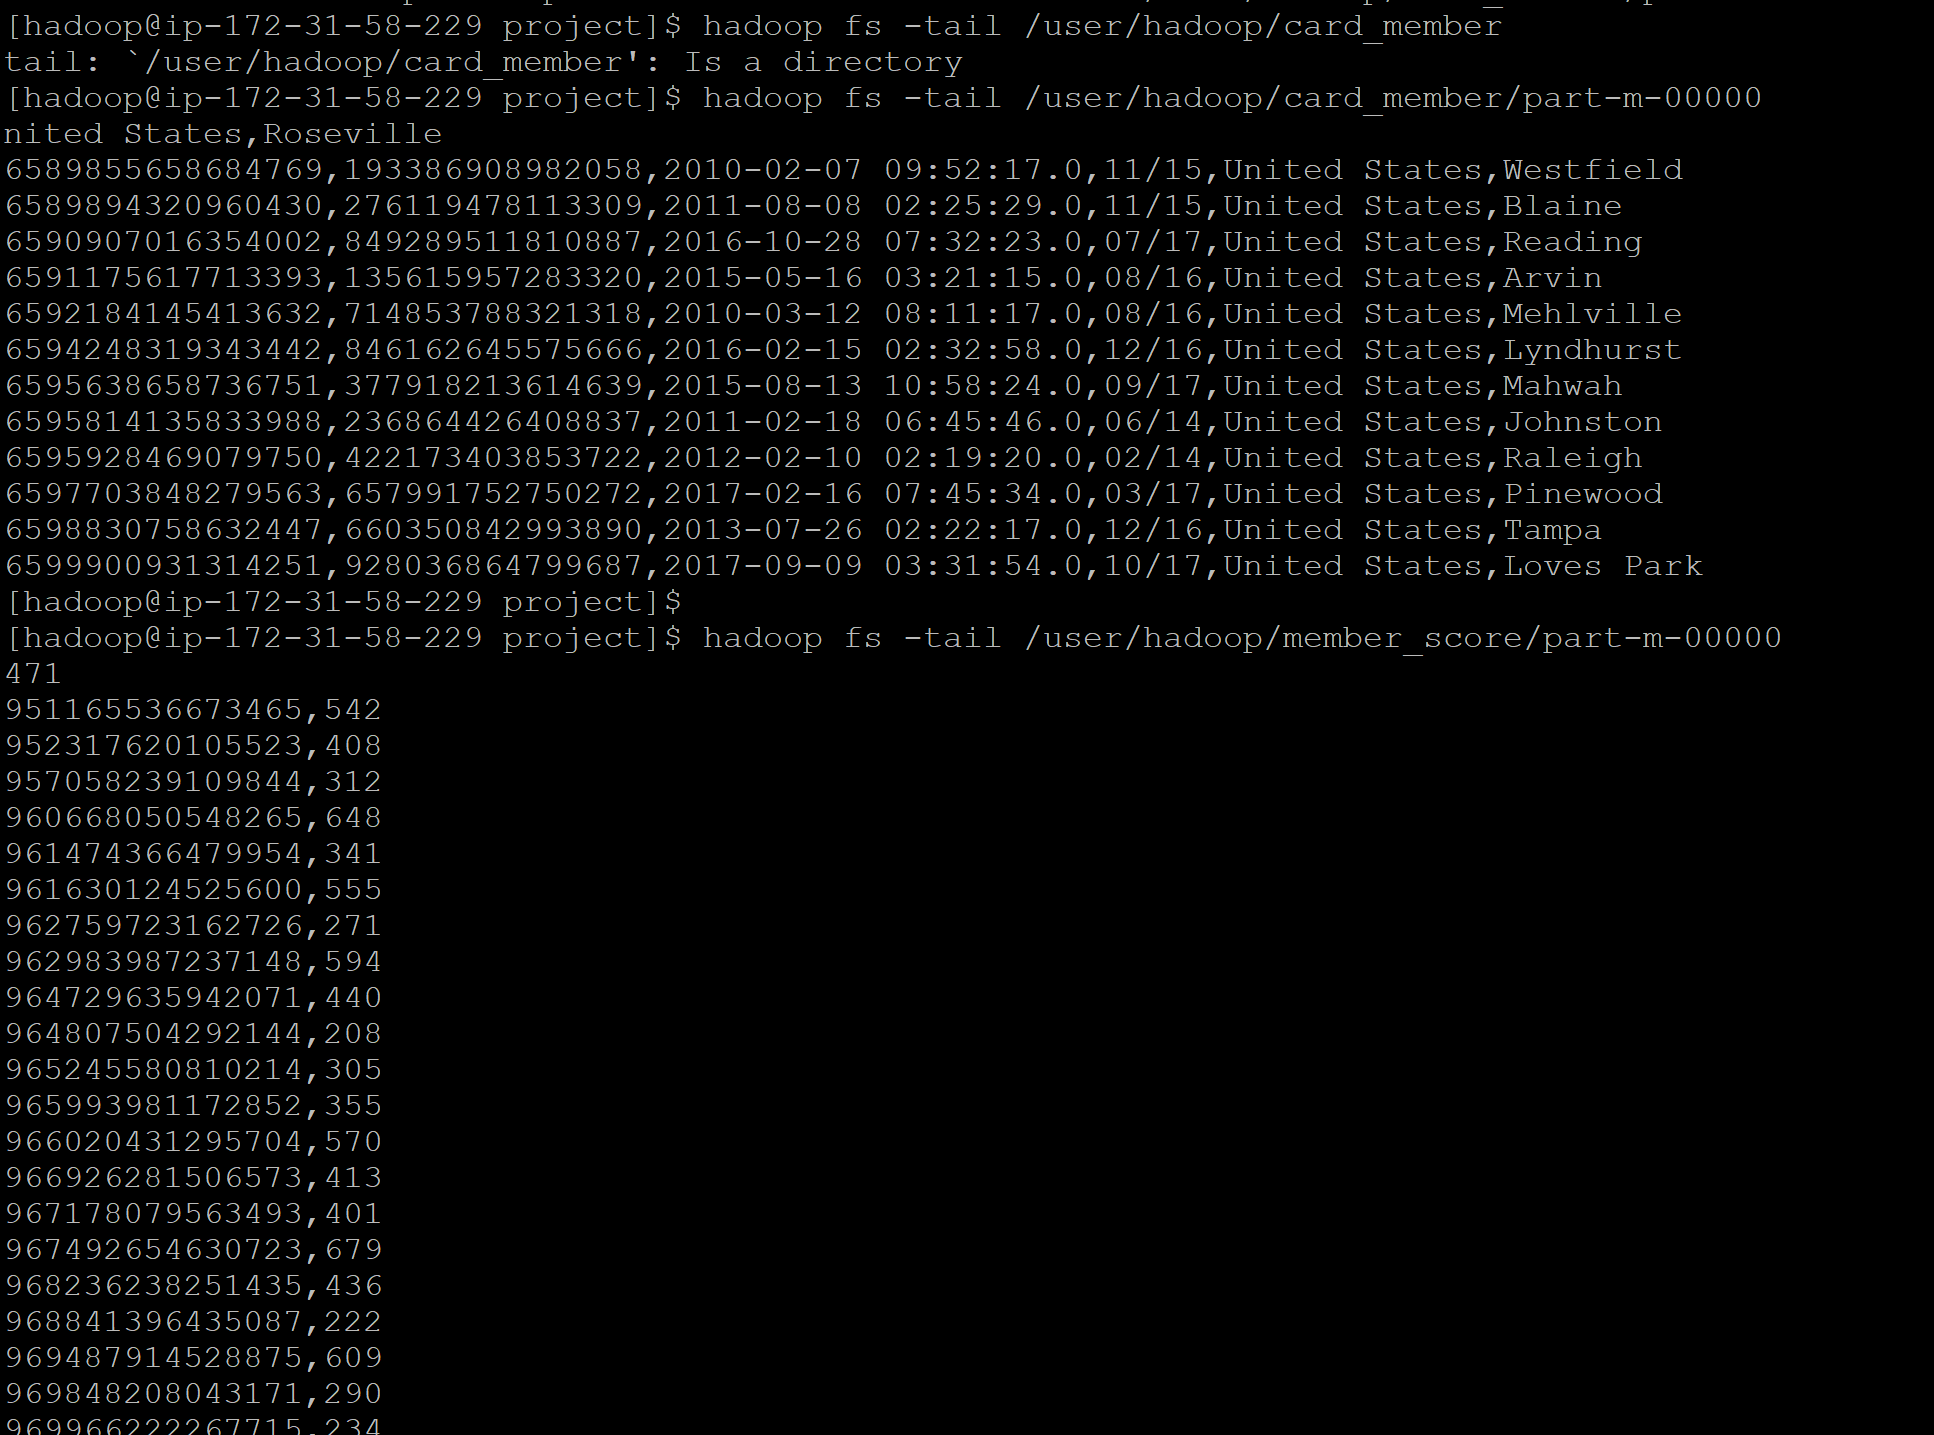 [hadoop@ip-172-31-58-229 project]$ hadoop fs -tail /user/hadoop/card_member
tail: `/user/hadoop/card_member': Is a directory
[hadoop@ip-172-31-58-229 project]$ hadoop fs -tail /user/hadoop/card_member/part-m-00000
nited States,Roseville
6589855658684769,193386908982058,2010-02-07 09:52:17.0,11/15,United States,Westfield
6589894320960430,276119478113309,2011-08-08 02:25:29.0,11/15,United States,Blaine
6590907016354002,849289511810887,2016-10-28 07:32:23.0,07/17,United States,Reading
6591175617713393,135615957283320,2015-05-16 03:21:15.0,08/16,United States,Arvin
6592184145413632,714853788321318,2010-03-12 08:11:17.0,08/16,United States,Mehlville
6594248319343442,846162645575666,2016-02-15 02:32:58.0,12/16,United States,Lyndhurst
6595638658736751,377918213614639,2015-08-13 10:58:24.0,09/17,United States,Mahwah
6595814135833988,236864426408837,2011-02-18 06:45:46.0,06/14,United States,Johnston
6595928469079750,422173403853722,2012-02-10 02:19:20.0,02/14,United States,Raleigh
6597703848279563,657991752750272,2017-02-16 07:45:34.0,03/17,United States,Pinewood
6598830758632447,660350842993890,2013-07-26 02:22:17.0,12/16,United States,Tampa
6599900931314251,928036864799687,2017-09-09 03:31:54.0,10/17,United States,Loves Park
[hadoop@ip-172-31-58-229 project]$
[hadoop@ip-172-31-58-229 project]$ hadoop fs -tail /user/hadoop/member_score/part-m-00000
471
951165536673465,542
952317620105523,408
957058239109844,312
960668050548265,648
961474366479954,341
961630124525600,555
962759723162726,271
962983987237148,594
964729635942071,440
964807504292144,208
965245580810214,305
965993981172852,355
966020431295704,570
966926281506573,413
967178079563493,401
967492654630723,679
968236238251435,436
968841396435087,222
969487914528875,609
969848208043171,290
969966222267715,234